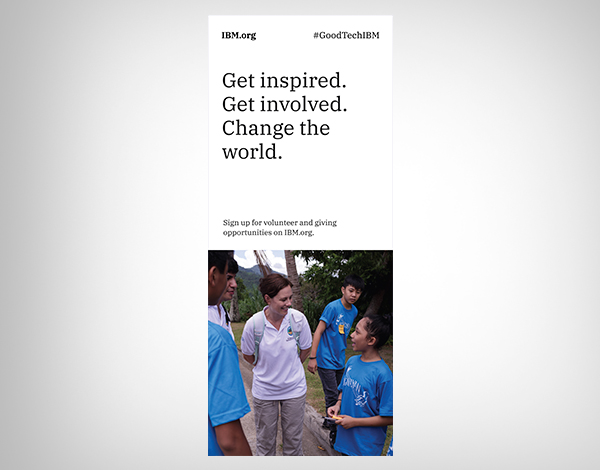 IBM.org #GoodTechIBM
Get inspired.
Get involved.
Change the
world.
Sign up for volunteer and giving
opportunities on IBM.org.